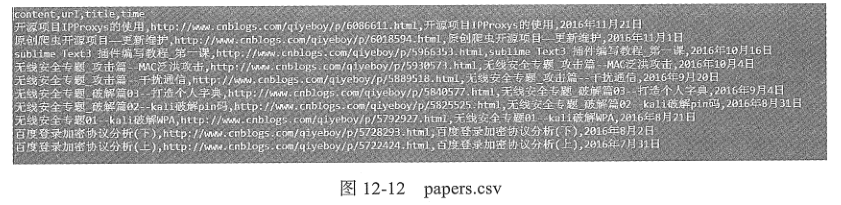 content,url,title,time
开源项目IPProxys的使用,http://www.cnblogs.com/qiyeboy/p/6086611.html,开源项目IPProxys的使用,2016年11月21日
原创爬虫开源项目--更新维护,http://www.cnblogs.com/qiyeboy/p/6018594.html,原创爬虫开源项目--更新维护,2016年11月1日
sublime Text3 插件编写教程_第一课,http://www.cnblogs.com/qiyeboy/p/5966353.html,sublime Text3 插件编写教程_第一课,2016年10月16日
无线安全专题_攻击篇--MAC泛洪攻击,http://www.cnblogs.com/qiyeboy/p/5930573.html,无线安全专题_攻击篇--MAC泛洪攻击,2016年10月4日
无线安全专题_攻击篇--干扰通信,http://www.cnblogs.com/qiyeboy/p/5889518.html,无线安全专题_攻击篇--干扰通信,2016年9月20日
无线安全专题_破解篇03--打造个人字典,http://www.cnblogs.com/qiyeboy/p/5840577.html,无线安全专题_破解篇03--打造个人字典,2016年9月4日
无线安全专题_破解篇02--kali破解pin码,http://www.cnblogs.com/qiyeboy/p/5825525.html,无线安全专题_破解篇02--kali破解pin码,2016年8月31日
无线安全专题01--kali破解WPA,http://www.cnblogs.com/qiyeboy/p/5792927.html,无线安全专题01--kali破解WPA,2016年8月21日
百度登录加密协议分析(下),http://www.cnblogs.com/qiyeboy/p/5728293.html,百度登录加密协议分析(下),2016年8月2日
百度登录加密协议分析(上),http://www.cnblogs.com/qiyeboy/p/5722424.html,百度登录加密协议分析(上),2016年7月31日
图 12-12 papers.csv